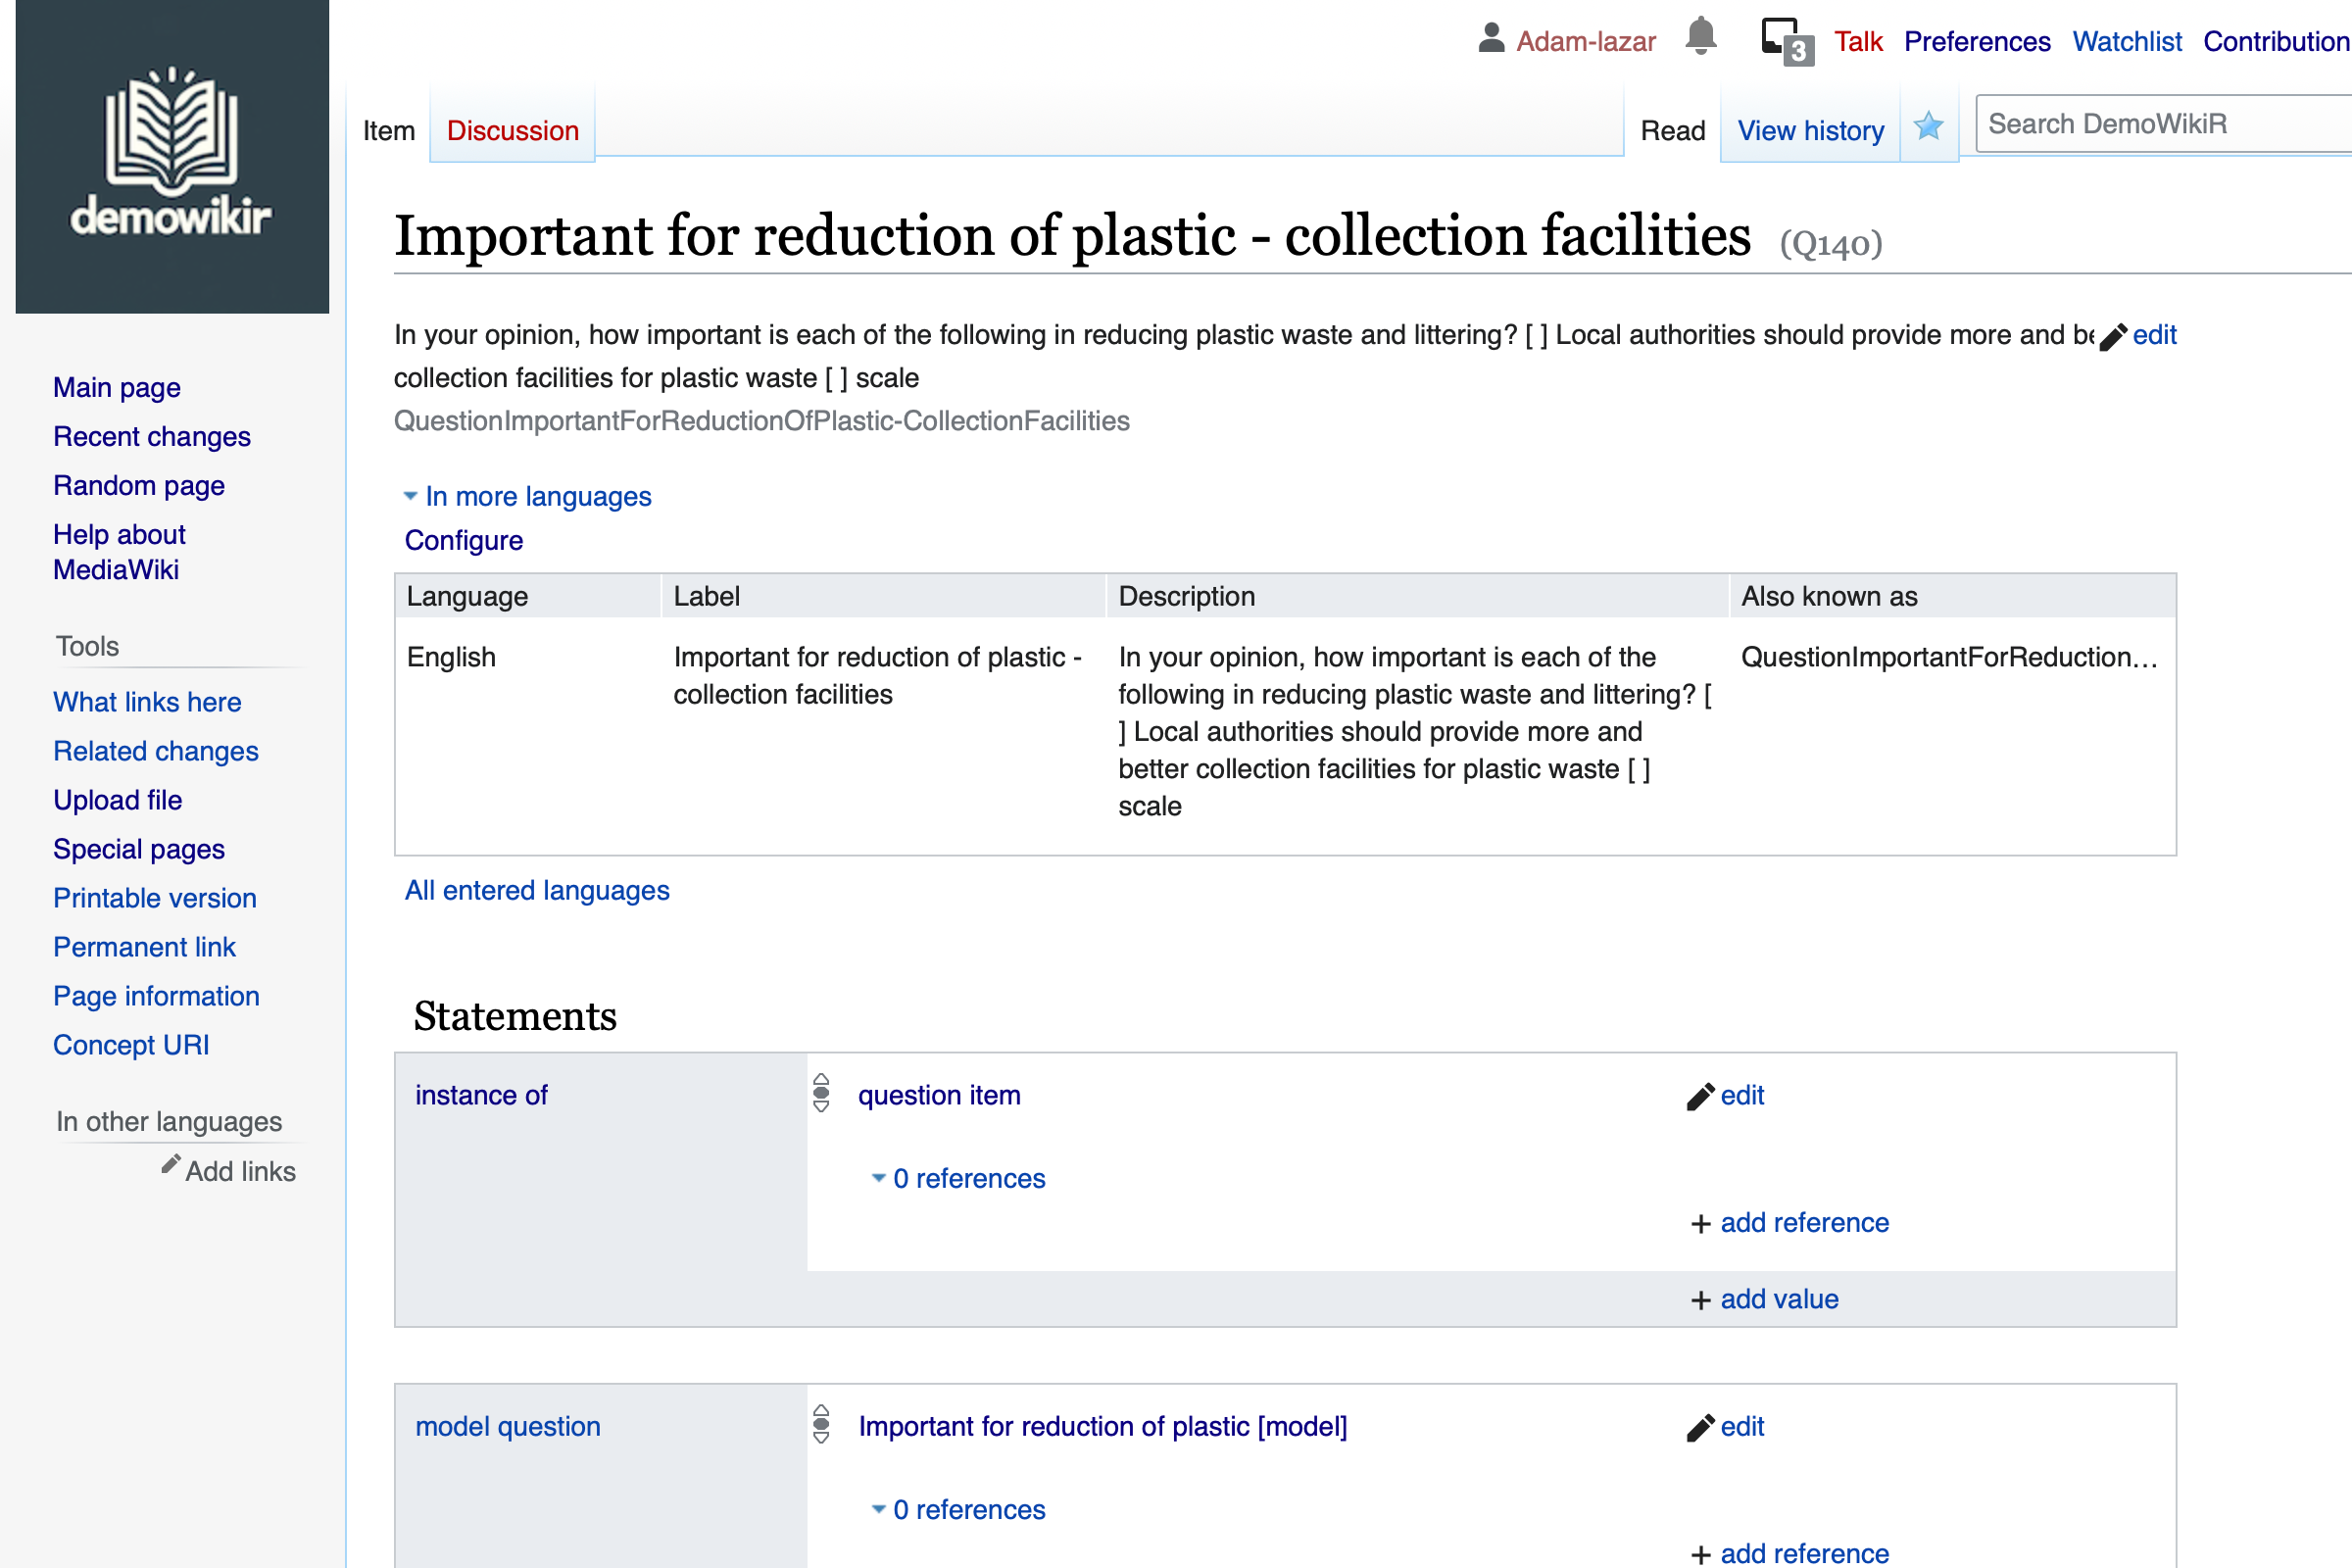 demowikir
Adam-lazar 3 Talk Preferences Watchlist Contribution
Item Discussion Read View history Search DemoWikiR
Important for reduction of plastic - collection facilities (Q140)
In your opinion, how important is each of the following in reducing plastic waste and littering? [ ] Local authorities should provide more and be edit
collection facilities for plastic waste [ ] scale
QuestionImportantForReductionOfPlastic-CollectionFacilities
In more languages
Configure
Language Label Description Also known as
English Important for reduction of plastic - In your opinion, how important is each of the QuestionImportantForReduction...
collection facilities following in reducing plastic waste and littering? [
] Local authorities should provide more and
better collection facilities for plastic waste [ ]
scale
All entered languages
Statements
instance of question item edit
0 references
+ add reference
+ add value
model question Important for reduction of plastic [model] edit
0 references
+ add reference
Main page
Recent changes
Random page
Help about
MediaWiki
Tools
What links here
Related changes
Upload file
Special pages
Printable version
Permanent link
Page information
Concept URI
In other languages
Add links